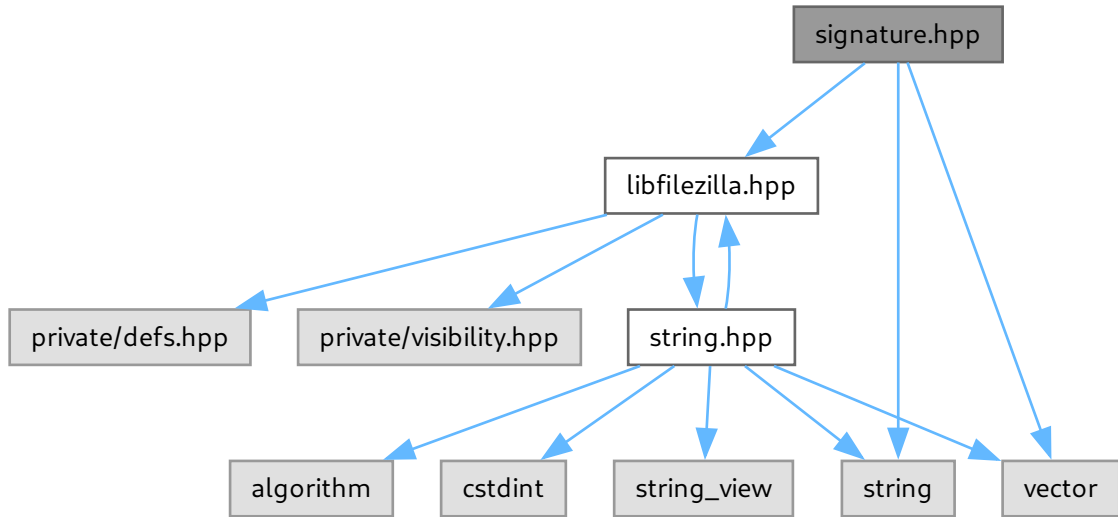 signature.hpp
libfilezilla.hpp
private/defs.hpp
private/visibility.hpp
string.hpp
algorithm
cstdint
string_view
string
vector